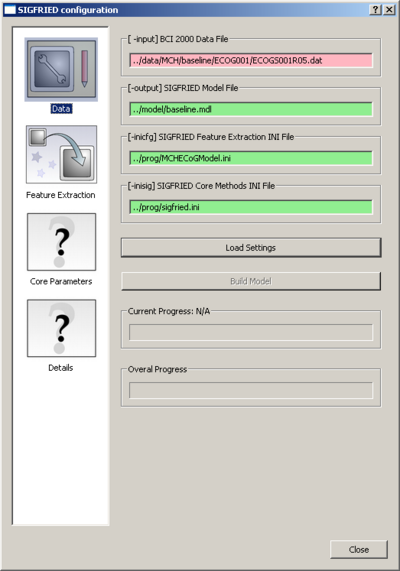 SIGFRIED configuration
Data
Feature Extraction
Core Parameters
Details
[ -input] BCI 2000 Data File
../data/MCH/baseline/ECOG001/ECOGS001R05.dat
[-output] SIGFRIED Model File
../model/baseline.mdl
[-inicfg] SIGFRIED Feature Extraction INI File
../prog/MCHECoGModel.ini
[-inisig] SIGFRIED Core Methods INI File
../prog/sigfried.ini
Load Settings
Build Model
Current Progress: N/A
Overal Progress
Close